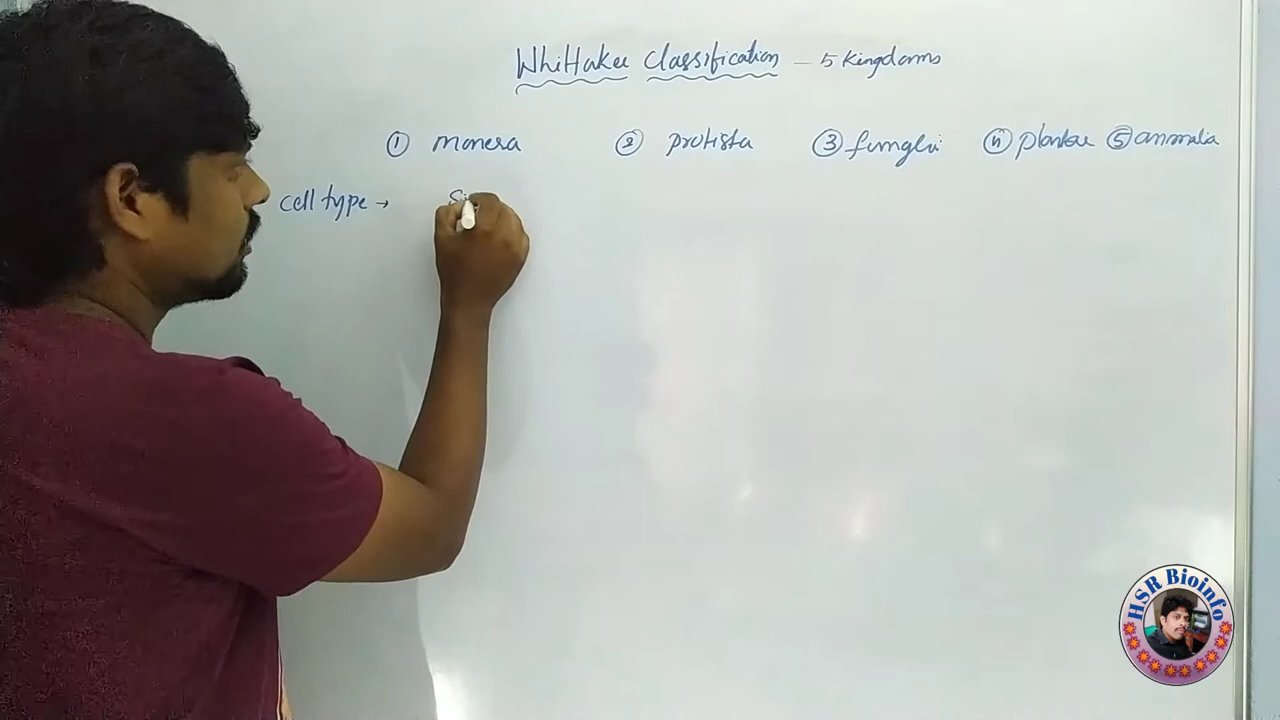 Whittaker Classification – 5 Kingdoms
① monera ② protista ③ fungi ④ plantae ⑤ animalia
cell type →
HSR Bioinfo